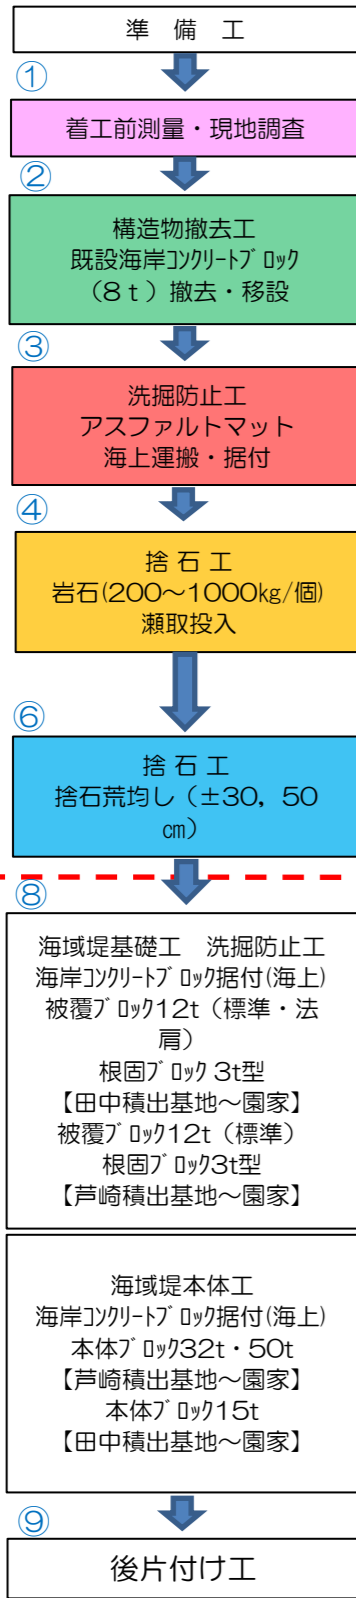 準 備 工
①
着工前測量・現地調査
②
構造物撤去工
既設海岸ｺﾝｸﾘｰﾄﾌﾞﾛｯｸ
（８ｔ）撤去・移設
③
洗掘防止工
アスファルトマット
海上運搬・据付
④
捨 石 工
岩石(200～1000kg/個)
瀬取投入
⑥
捨 石 工
捨石荒均し（±30，50
㎝）
⑧
海域堤基礎工　洗掘防止工
海岸ｺﾝｸﾘｰﾄﾌﾞﾛｯｸ据付(海上)
被覆ﾌﾞﾛｯｸ12t（標準・法
肩）
根固ﾌﾞﾛｯｸ 3t型
【田中積出基地～園家】
被覆ﾌﾞﾛｯｸ12t（標準）
根固ﾌﾞﾛｯｸ3t型
【芦崎積出基地～園家】
海域堤本体工
海岸ｺﾝｸﾘｰﾄﾌﾞﾛｯｸ据付(海上)
本体ﾌﾞﾛｯｸ32t・50t
【芦崎積出基地～園家】
本体ﾌﾞﾛｯｸ15t
【田中積出基地～園家】
⑨
後片付け工